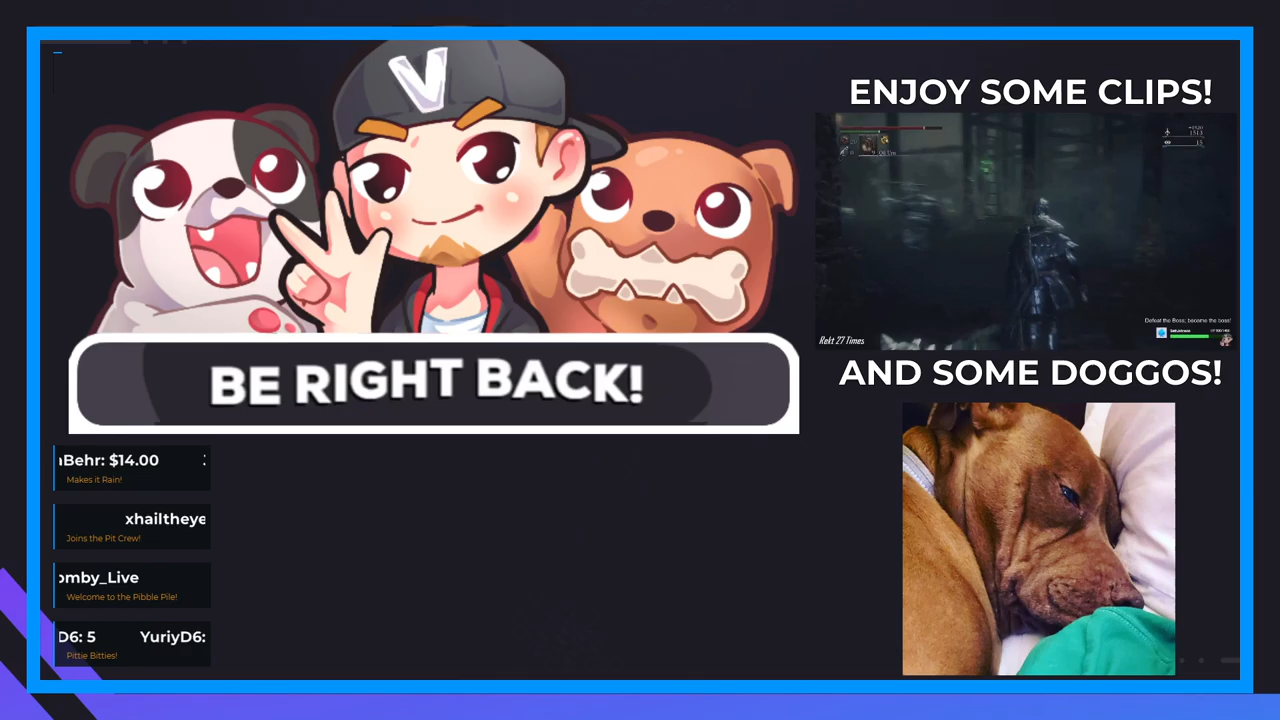 V
BE RIGHT BACK!
ENJOY SOME CLIPS!
Defeat the Boss; become the boss!
Rekt 27 Times
AND SOME DOGGOS!
Behr: $14.00
Makes it Rain!
xhailtheye
Joins the Pit Crew!
omby_Live
Welcome to the Pibble Pile!
D6: 5 YuriyD6:
Pittie Bitties!